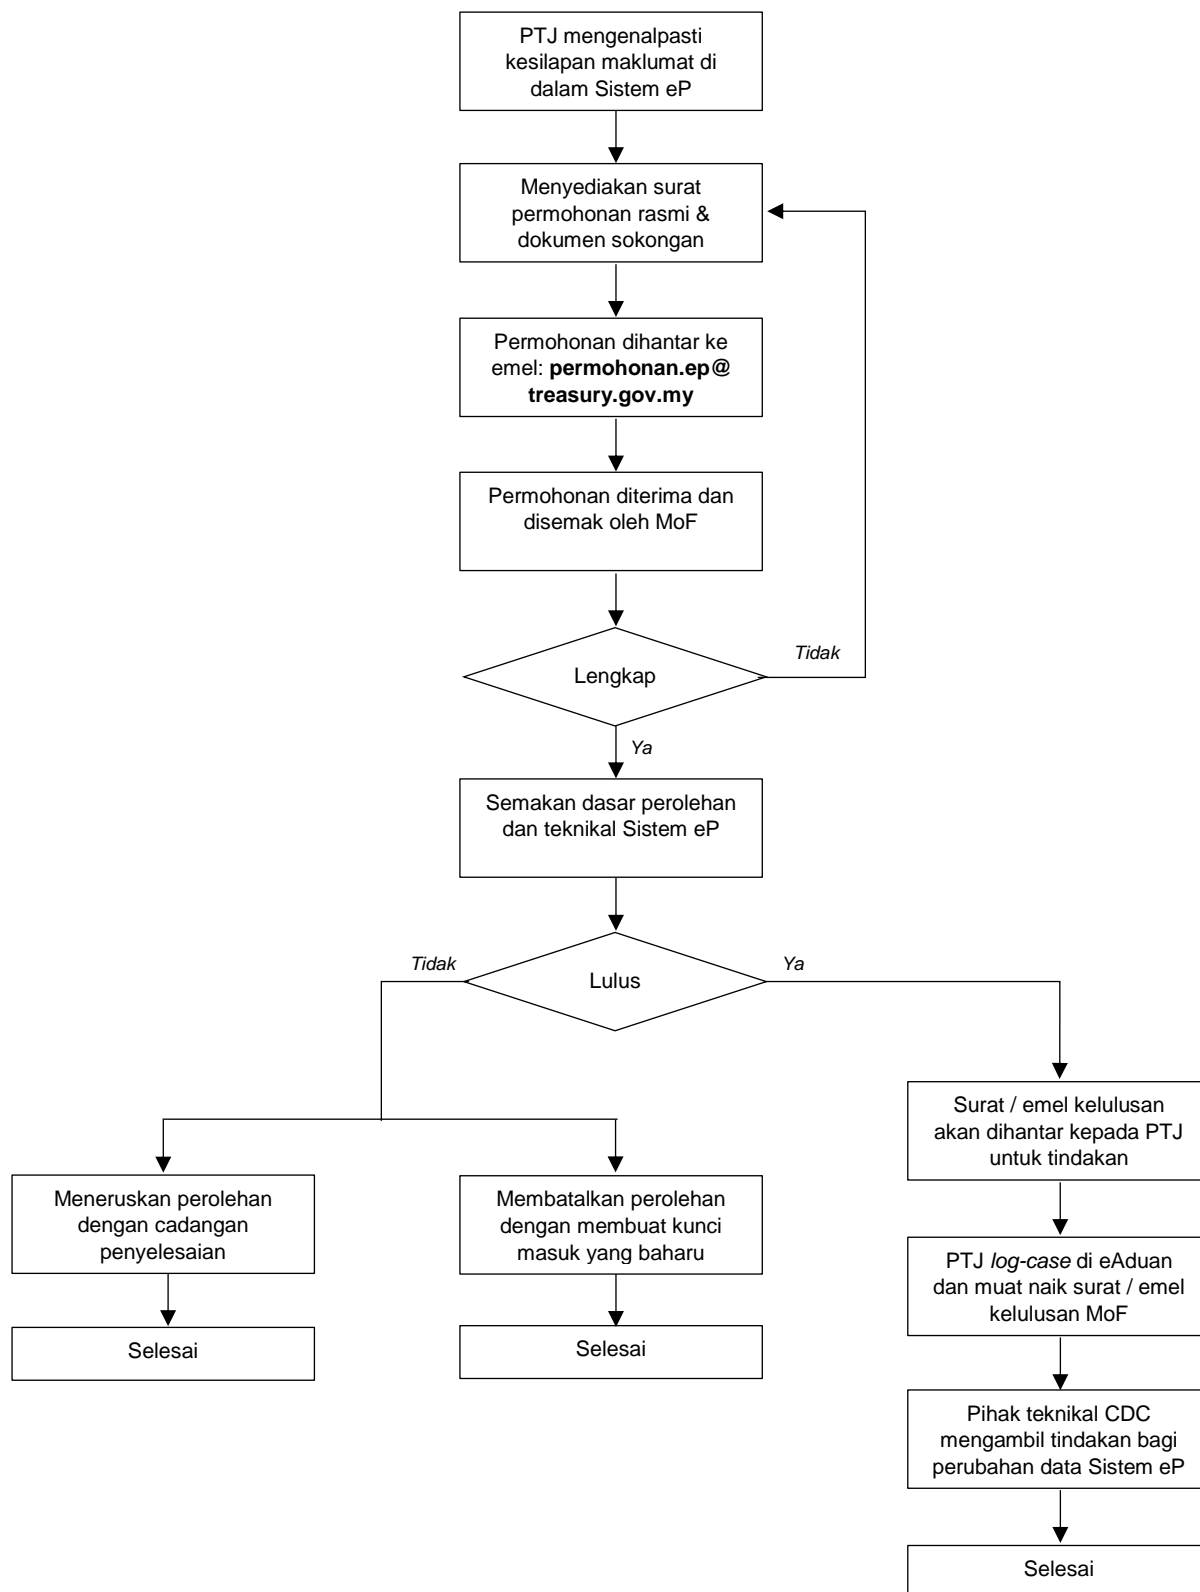 PTJ mengenalpasti
kesilapan maklumat di
dalam Sistem eP
Menyediakan surat
permohonan rasmi &
dokumen sokongan
Permohonan dihantar ke
emel: permohonan.ep@
treasury.gov.my
Permohonan diterima dan
disemak oleh MoF
Lengkap
Tidak
Ya
Semakan dasar perolehan
dan teknikal Sistem eP
Tidak
Lulus
Ya
Meneruskan perolehan
dengan cadangan
penyelesaian
Selesai
Membatalkan perolehan
dengan membuat kunci
masuk yang baharu
Selesai
Surat / emel kelulusan
akan dihantar kepada PTJ
untuk tindakan
PTJ log-case di eAduan
dan muat naik surat / emel
kelulusan MoF
Pihak teknikal CDC
mengambil tindakan bagi
perubahan data Sistem eP
Selesai